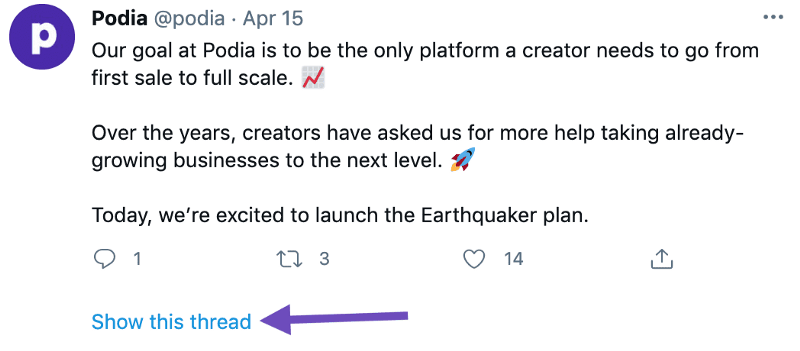 p
Podia @podia · Apr 15
Our goal at Podia is to be the only platform a creator needs to go from
first sale to full scale. 📈
Over the years, creators have asked us for more help taking already-
growing businesses to the next level. 🚀
Today, we’re excited to launch the Earthquaker plan.
1 3 14
Show this thread